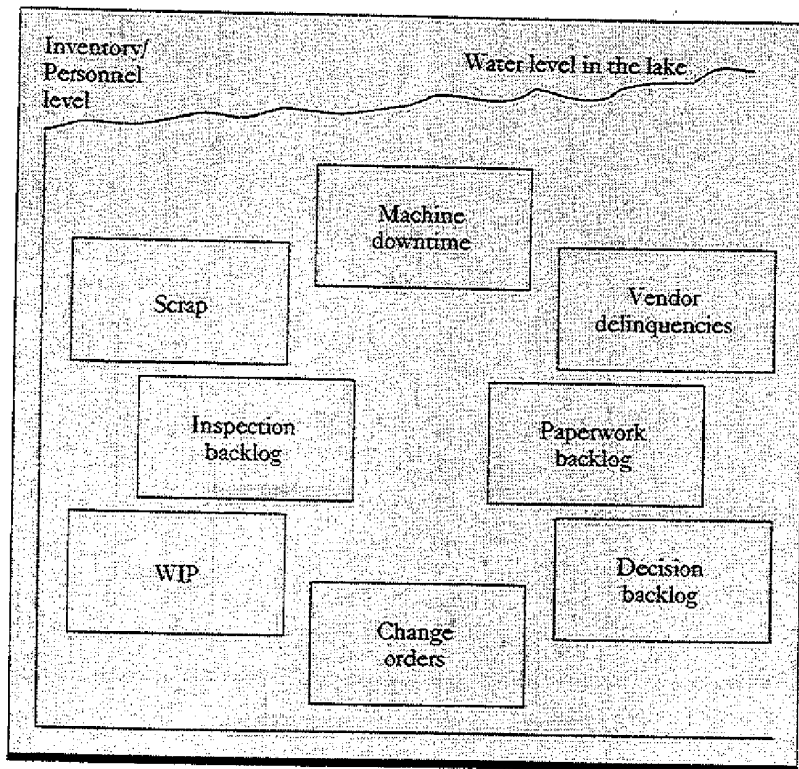 Inventory/
Personnel
level
Water level in the lake
Machine
downtime
Scrap
Vendor
delinquencies
Inspection
backlog
Paperwork
backlog
WIP
Decision
backlog
Change
orders